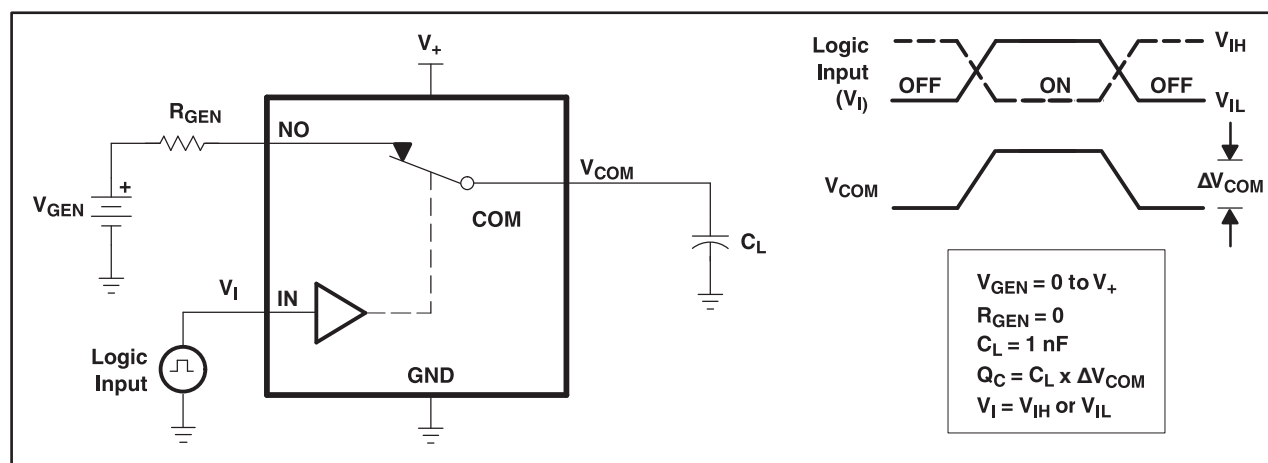 V+
RGEN
NO
VCOM
VGEN
+
COM
CL
VI
IN
Logic
Input
GND
Logic
Input
(VI)
OFF
ON
OFF
VIH
VIL
VCOM
ΔVCOM
VGEN = 0 to V+
RGEN = 0
CL = 1 nF
QC = CL x ΔVCOM
VI = VIH or VIL